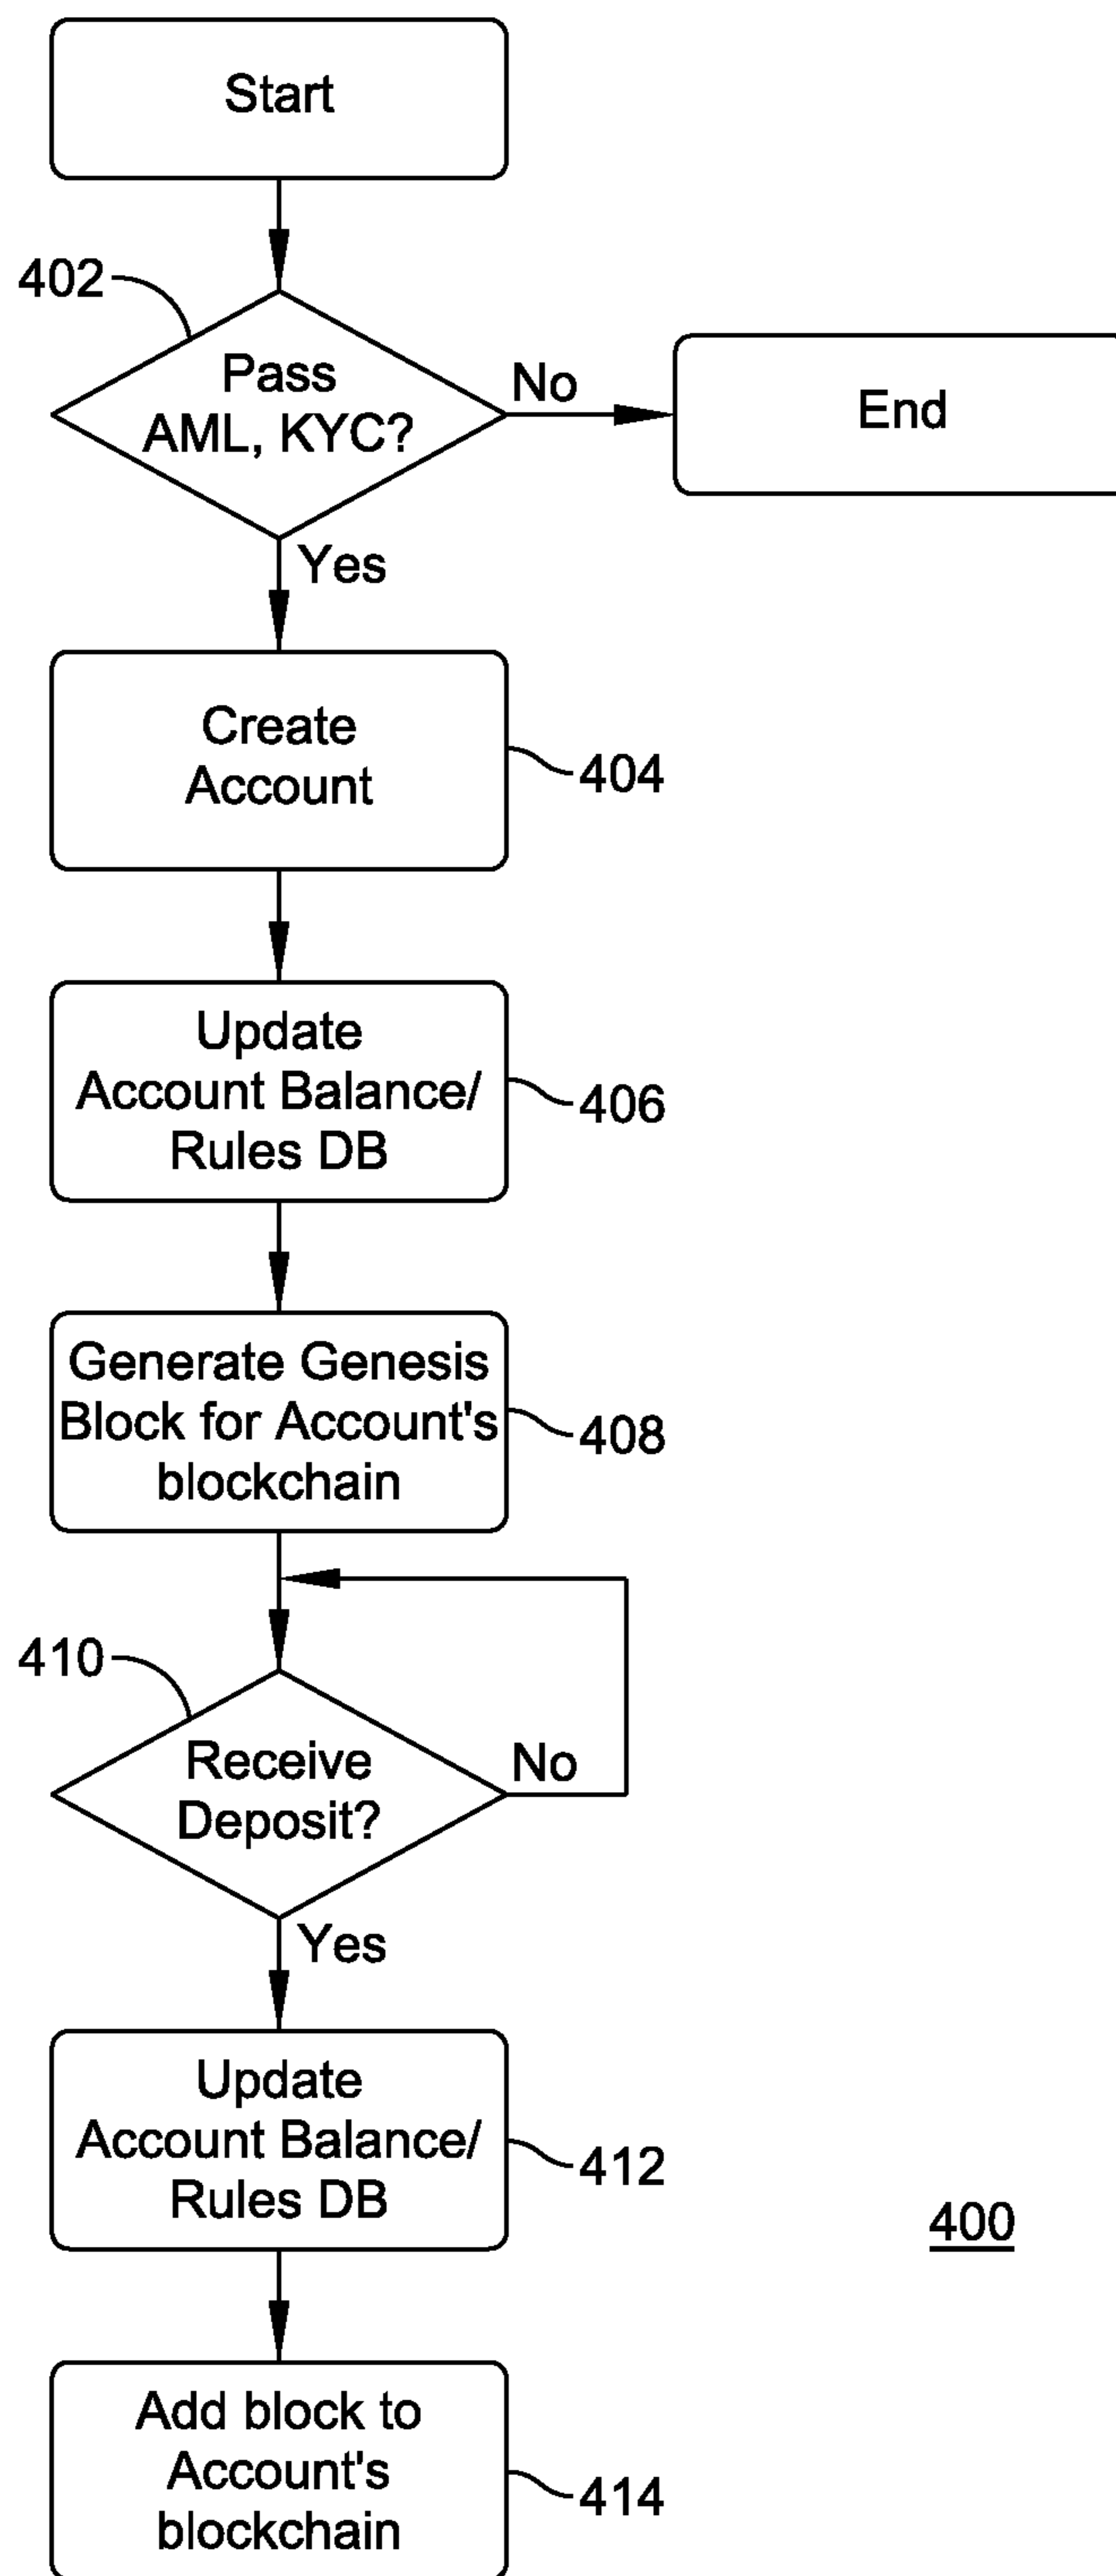 Start
402
Pass
AML, KYC?
No
End
Yes
Create
Account
404
Update
Account Balance/
Rules DB
406
Generate Genesis
Block for Account's
blockchain
408
410
Receive
Deposit?
No
Yes
Update
Account Balance/
Rules DB
412
400
Add block to
Account's
blockchain
414